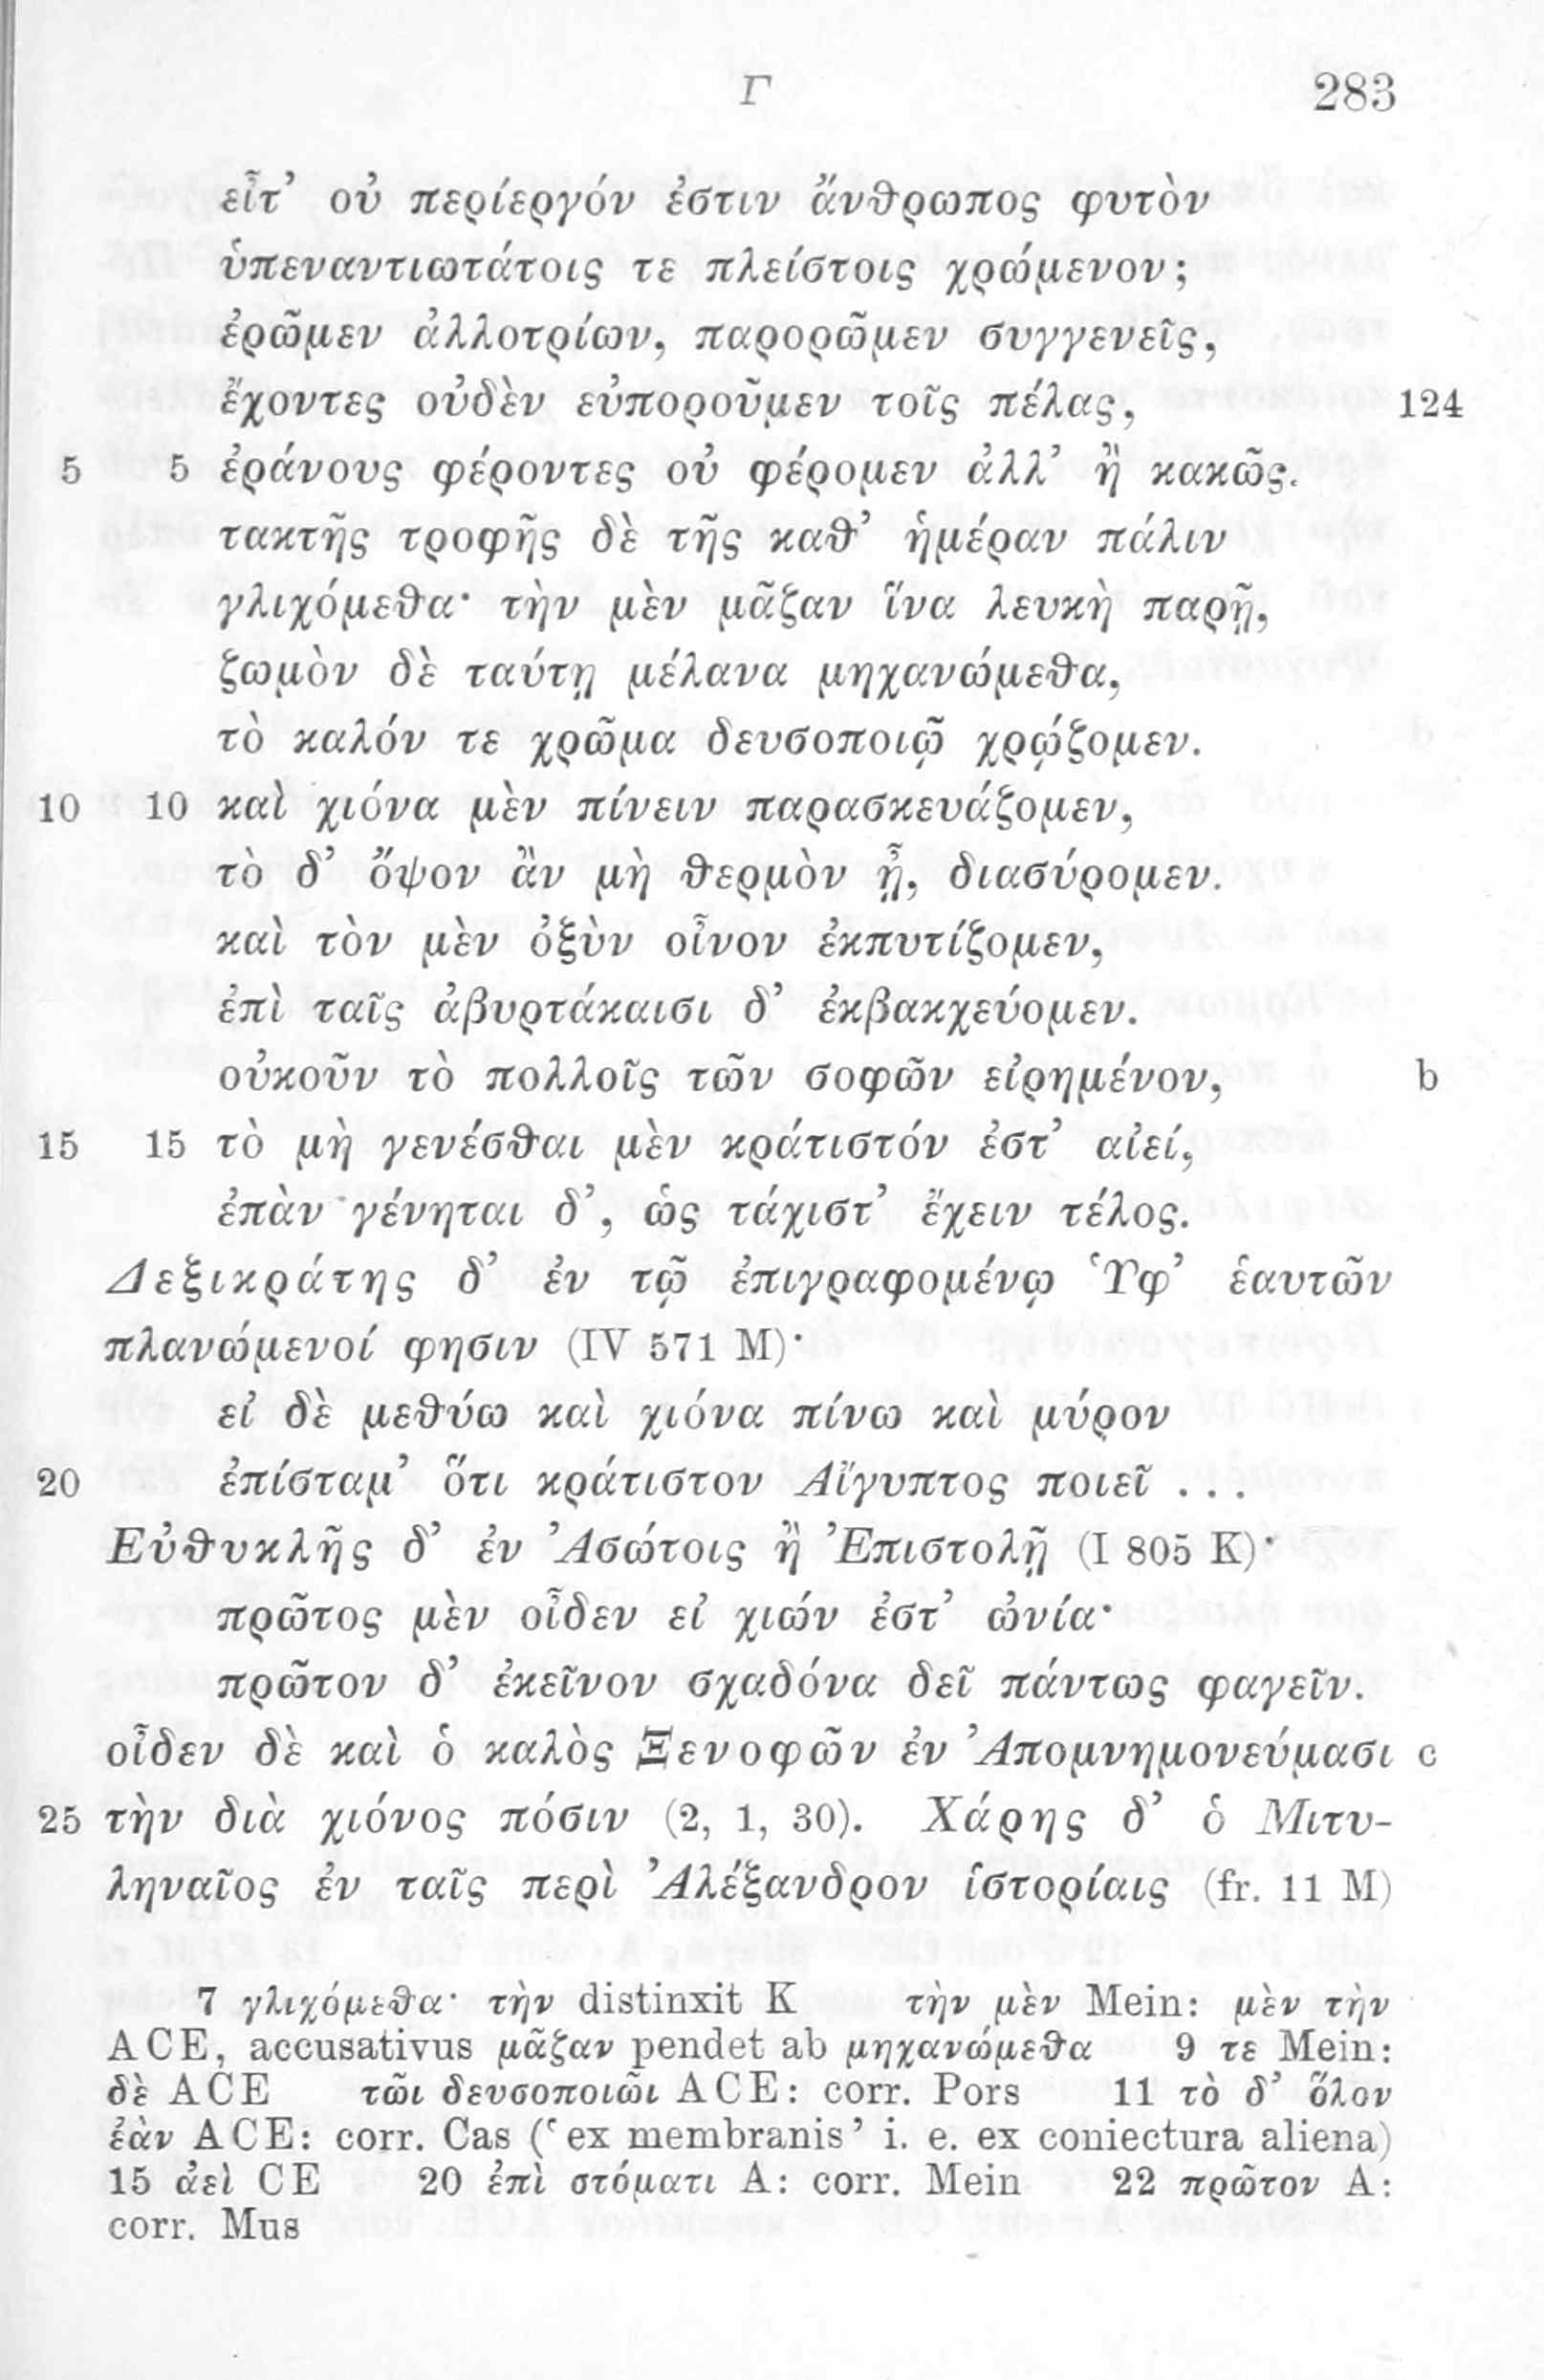 Γ 283
εἶτ’ οὐ περίεργόν ἐστιν ἄνθρωπος φυτὸν
ὑπεναντιωτάτοις τε πλείστοις χρώμενον;
ἐρῶμεν ἀλλοτρίων, παρορῶμεν συγγενεῖς,
ἔχοντες οὐδὲν εὐποροῦμεν τοῖς πέλας, 124
5 5 ἐράνους φέροντες οὐ φέρομεν ἀλλ’ ἢ κακῶς.
τακτῆς τροφῆς δὲ τῆς καθ’ ἡμέραν πάλιν
γλιχόμεθα· τὴν μὲν μᾶζαν ἵνα λευκὴ παρῇ,
ζωμὸν δὲ ταύτῃ μέλανα μηχανώμεθα,
τὸ καλόν τε χρῶμα δευσοποιῷ χρῴζομεν.
10 10 καὶ χιόνα μὲν πίνειν παρασκευάζομεν,
τὸ δ’ ὄψον ἂν μὴ θερμὸν ᾖ, διασύρομεν.
καὶ τὸν μὲν ὀξὺν οἶνον ἐκπυτίζομεν,
ἐπὶ ταῖς ἀβυρτάκαισι δ’ ἐκβακχεύομεν.
οὐκοῦν τὸ πολλοῖς τῶν σοφῶν εἰρημένον, b
15 15 τὸ μὴ γενέσθαι μὲν κράτιστόν ἐστ’ αἰεί,
ἐπὰν γένηται δ’, ὡς τάχιστ’ ἔχειν τέλος.
Δεξικράτης δ’ ἐν τῷ ἐπιγραφομένῳ Ὑφ’ ἑαυτῶν
πλανώμενοί φησιν (IV 571 M)·
εἰ δὲ μεθύω καὶ χιόνα πίνω καὶ μύρον
20 ἐπίσταμ’ ὅτι κράτιστον Αἴγυπτος ποιεῖ ...
Εὐθυκλῆς δ’ ἐν Ἀσώτοις ἢ Ἐπιστολῇ (I 805 K)·
πρῶτος μὲν οἶδεν εἰ χιών ἐστ’ ὠνία·
πρῶτον δ’ ἐκεῖνον σχαδόνα δεῖ πάντως φαγεῖν.
οἶδεν δὲ καὶ ὁ καλὸς Ξενοφῶν ἐν Ἀπομνημονεύμασι c
25 τὴν διὰ χιόνος πόσιν (2, 1, 30). Χάρης δ’ ὁ Μιτυ-
ληναῖος ἐν ταῖς περὶ Ἀλέξανδρον ἱστορίαις (fr. 11 M)
7 γλιχόμεθα· τὴν distinxit K τὴν μὲν Mein: μὲν τὴν
ACE, accusativus μᾶζαν pendet ab μηχανώμεθα 9 τε Mein:
δὲ ACE τῶι δευσοποιῶι ACE: corr. Pors 11 τὸ δ’ ὅλον
ἐὰν ACE: corr. Cas (‘ex membranis’ i. e. ex coniectura aliena)
15 ἀεὶ CE 20 ἐπὶ στόματι A: corr. Mein 22 πρῶτον A:
corr. Mus